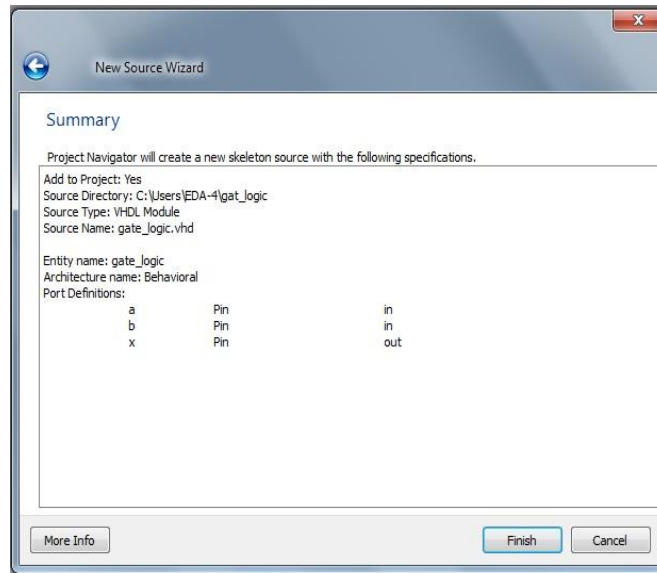 New Source Wizard
Summary
Project Navigator will create a new skeleton source with the following specifications.
Add to Project: Yes
Source Directory: C:\Users\EDA-4\gat_logic
Source Type: VHDL Module
Source Name: gate_logic.vhd
Entity name: gate_logic
Architecture name: Behavioral
Port Definitions:
a Pin in
b Pin in
x Pin out
More Info Finish Cancel